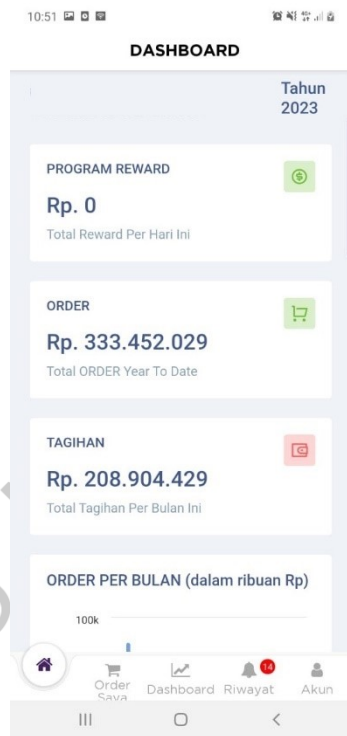 10:51
DASHBOARD
Tahun
2023
PROGRAM REWARD
Rp. 0
Total Reward Per Hari Ini
ORDER
Rp. 333.452.029
Total ORDER Year To Date
TAGIHAN
Rp. 208.904.429
Total Tagihan Per Bulan Ini
ORDER PER BULAN (dalam ribuan Rp)
100k
14
Order
Saya
Dashboard
Riwayat
Akun